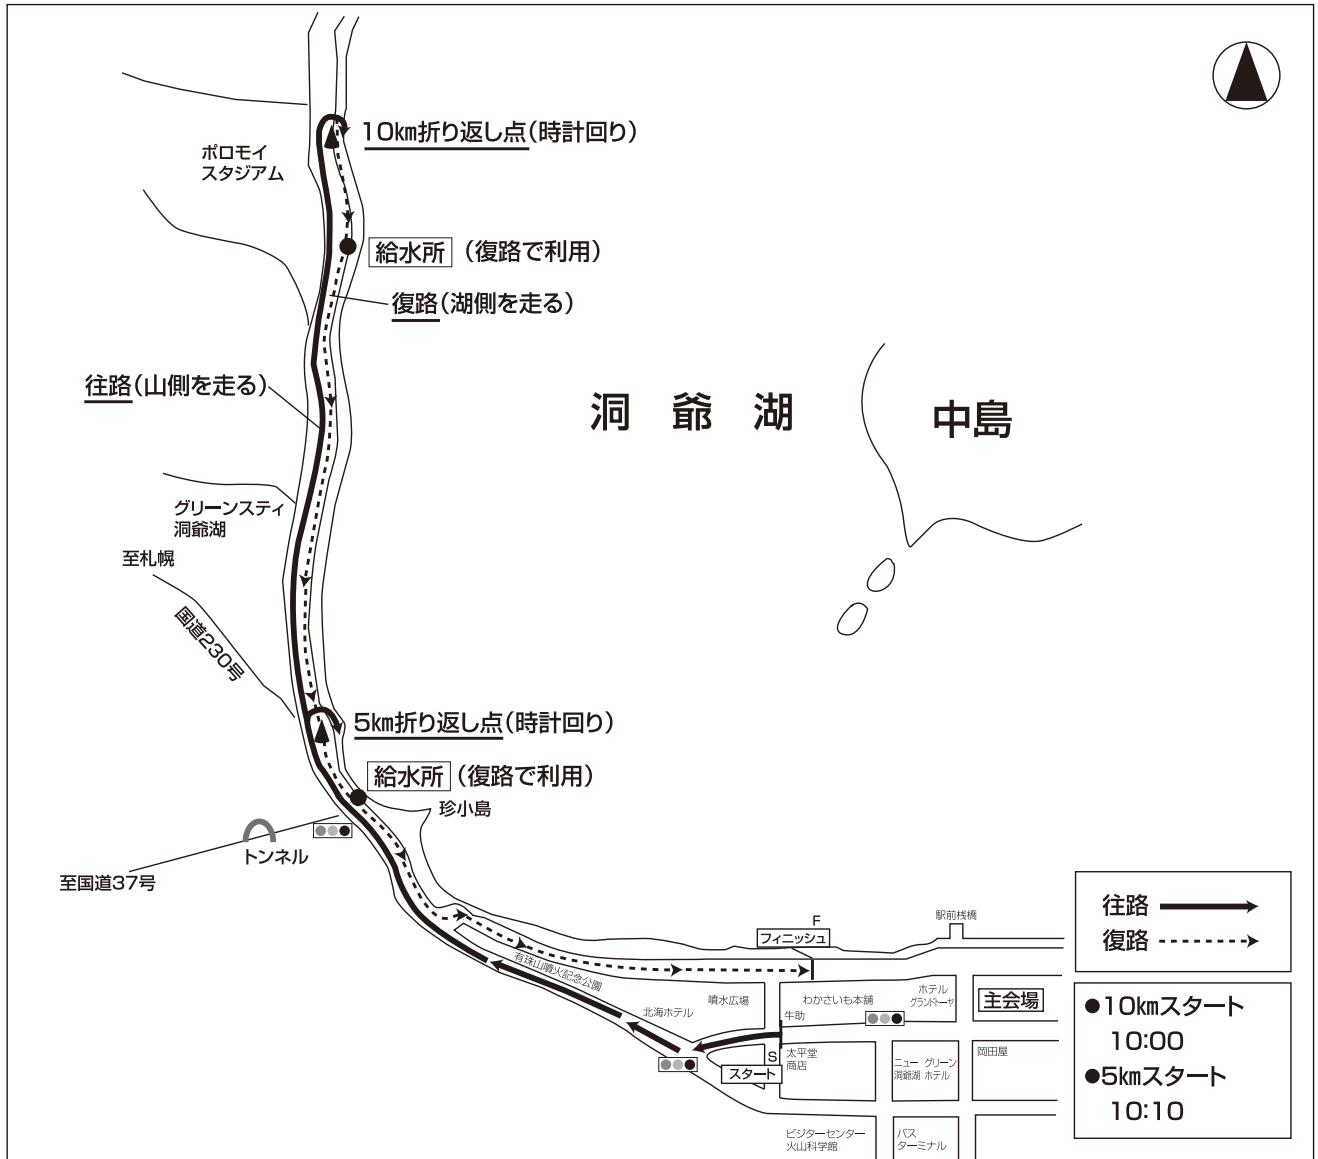 10km折り返し点(時計回り)
ポロモイ
スタジアム
給水所 (復路で利用)
復路(湖側を走る)
往路(山側を走る)
洞爺湖
中島
グリーンスティ
洞爺湖
至札幌
国道230号
5km折り返し点(時計回り)
給水所 (復路で利用)
珍小島
トンネル
至国道37号
F
フィニッシュ
駅前桟橋
有珠山噴火記念公園
北海ホテル
噴水広場
わかさいも本舗
ホテル
グランドトーヤ
主会場
牛助
S
スタート
太平堂
商店
ニュー
洞爺湖
グリーン
ホテル
岡田屋
ビジターセンター
火山科学館
バス
ターミナル
往路
復路
●10kmスタート
10:00
●5kmスタート
10:10